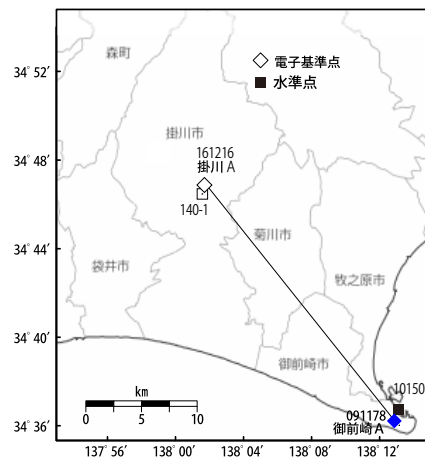 34° 52'
森町
電子基準点
水準点
161216
掛川市
34° 48'
掛川 A
140-1
菊川市
34° 44'
袋井市
牧之原市
34° 40'
御前崎市
km
10150
0 5 10
091178
御前崎 A
34° 36'
137° 56' 138° 00' 138° 04' 138° 08' 138° 12'